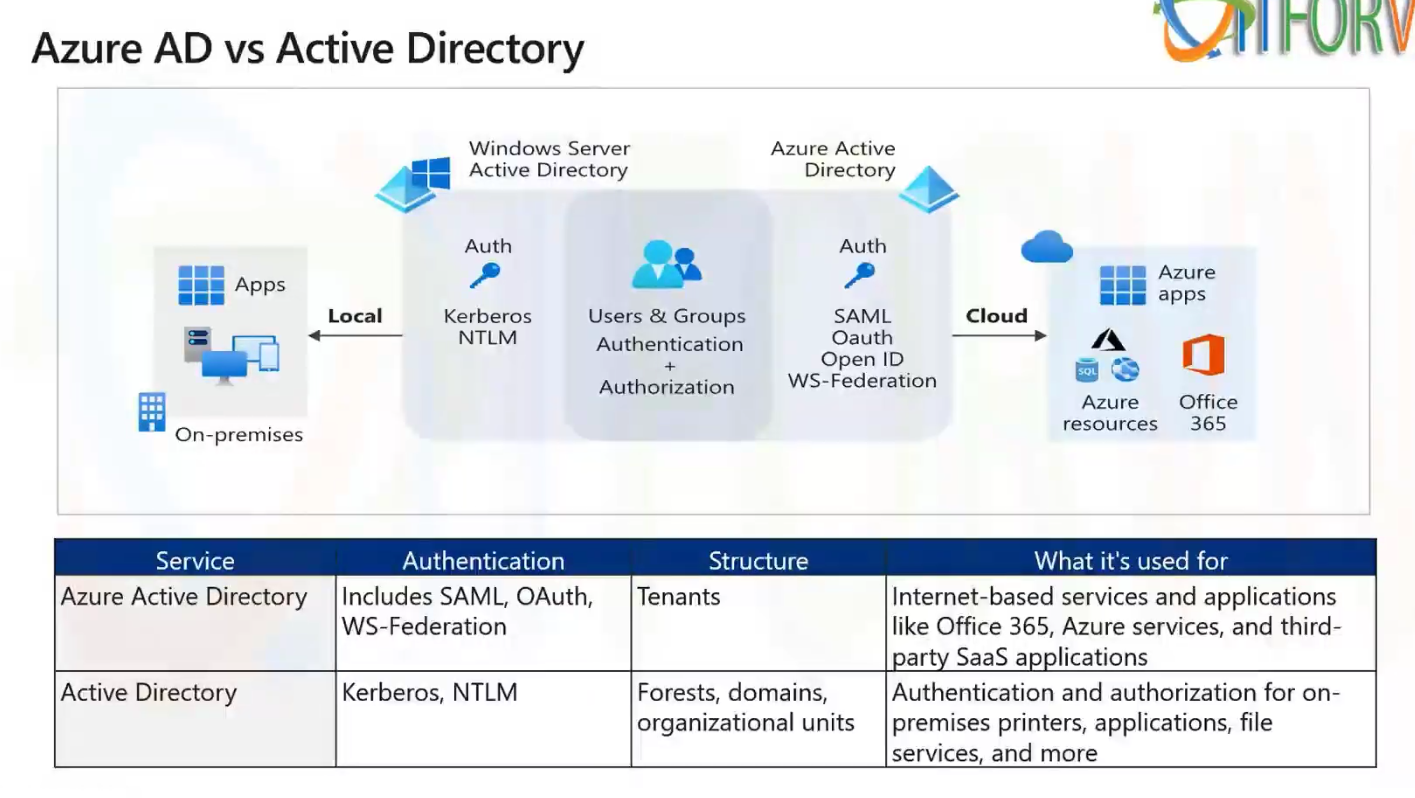 Azure AD vs Active Directory
ITFORV
Windows Server
Active Directory
Azure Active
Directory
Apps
On-premises
Local
Auth
Kerberos
NTLM
Users & Groups
Authentication
+
Authorization
Auth
SAML
Oauth
Open ID
WS-Federation
Cloud
Azure
apps
SQL
Azure
resources
Office
365
Service Authentication Structure What it's used for
Azure Active Directory Includes SAML, OAuth, Tenants Internet-based services and applications
WS-Federation like Office 365, Azure services, and third-
party SaaS applications
Active Directory Kerberos, NTLM Forests, domains, Authentication and authorization for on-
organizational units premises printers, applications, file
services, and more